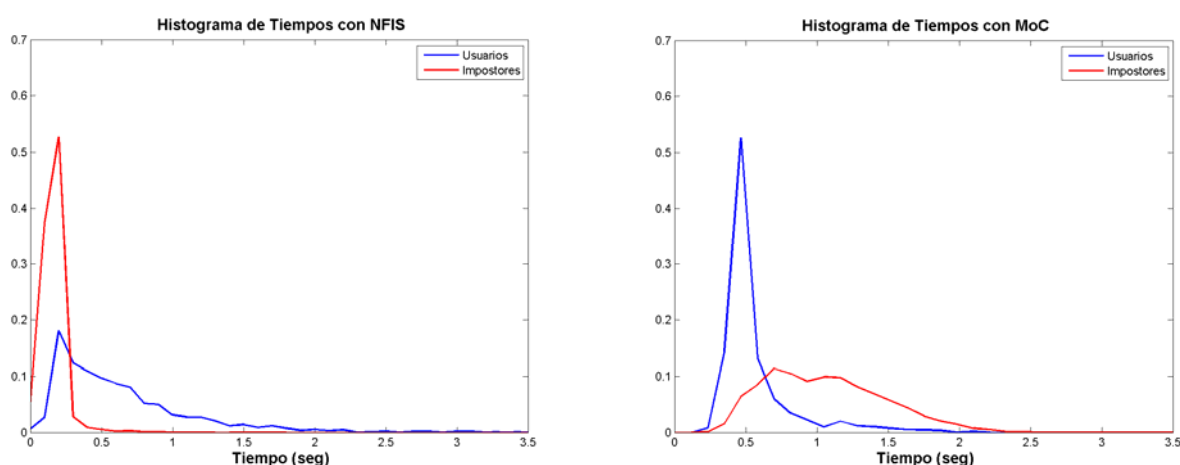 Histograma de Tiempos con NFIS
0.7
0.6
0.5
0.4
0.3
0.2
0.1
0
Usuarios
Impostores
0 0.5 1 1.5 2 2.5 3 3.5
Tiempo (seg)
Histograma de Tiempos con MoC
0.7
0.6
0.5
0.4
0.3
0.2
0.1
0
Usuarios
Impostores
0 0.5 1 1.5 2 2.5 3 3.5
Tiempo (seg)